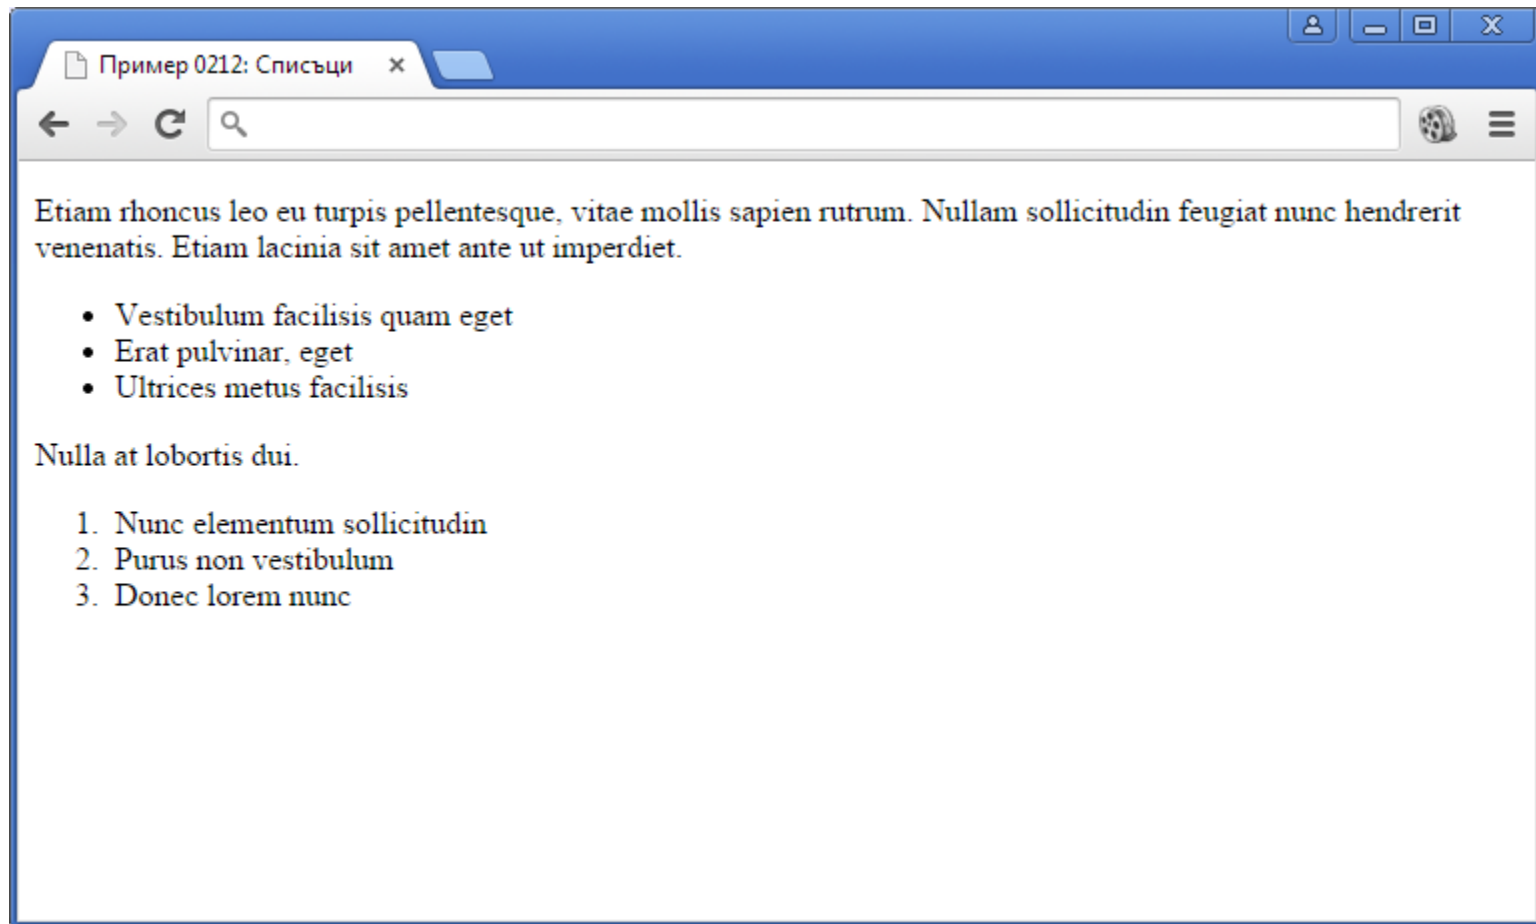 Пример 0212: Списъци
Etiam rhoncus leo eu turpis pellentesque, vitae mollis sapien rutrum. Nullam sollicitudin feugiat nunc hendrerit
venenatis. Etiam lacinia sit amet ante ut imperdiet.
• Vestibulum facilisis quam eget
• Erat pulvinar, eget
• Ultrices metus facilisis
Nulla at lobortis dui.
1. Nunc elementum sollicitudin
2. Purus non vestibulum
3. Donec lorem nunc